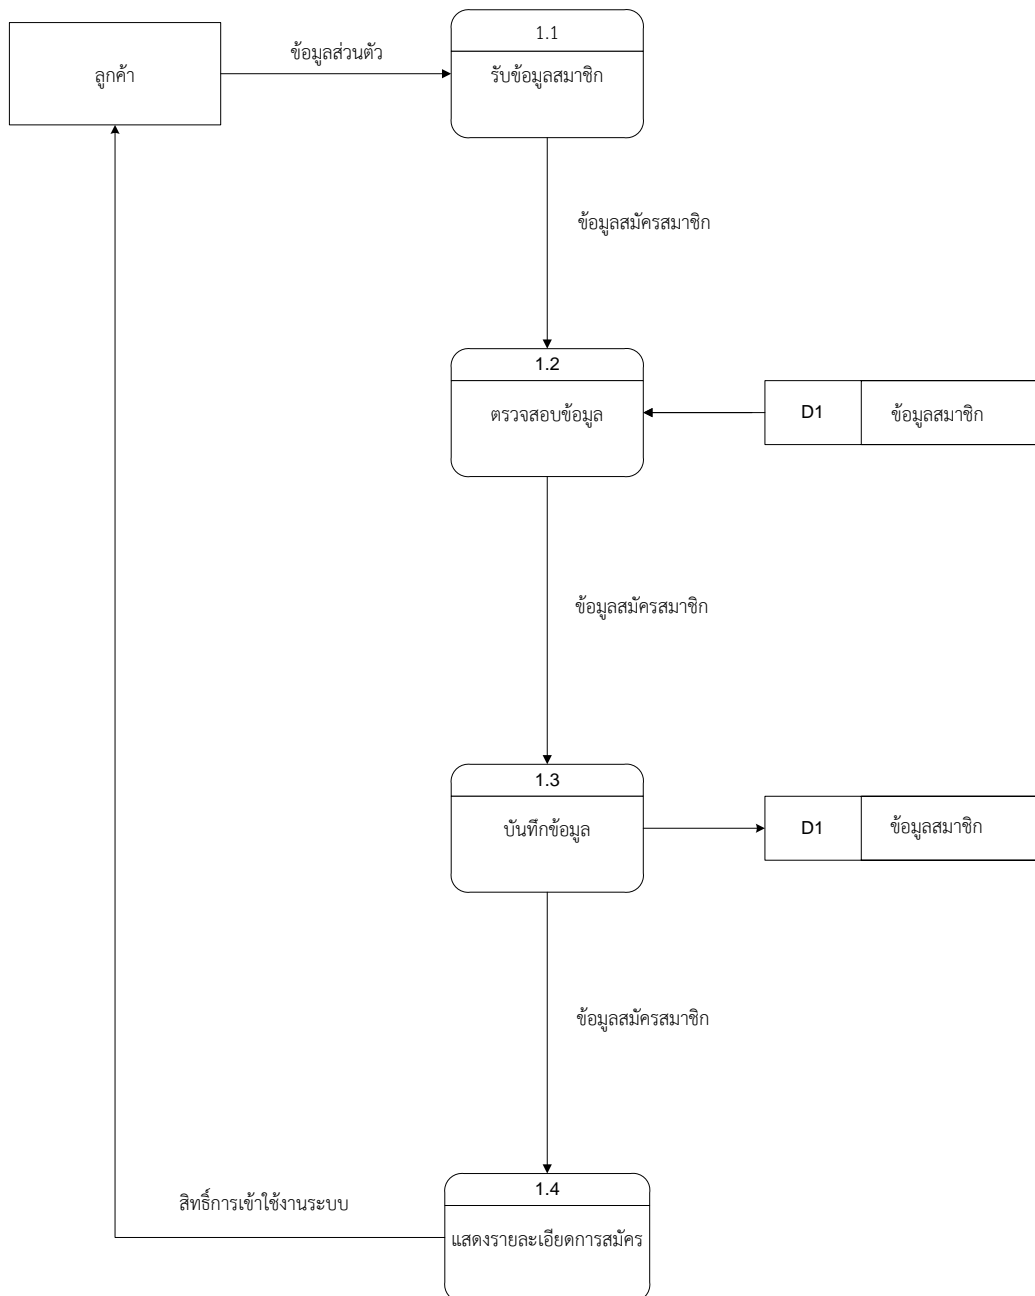 1.1
ลูกค้า
ข้อมูลส่วนตัว
รับข้อมูลสมาชิก
ข้อมูลสมัครสมาชิก
1.2
ตรวจสอบข้อมูล
D1
ข้อมูลสมาชิก
ข้อมูลสมัครสมาชิก
1.3
บันทึกข้อมูล
D1
ข้อมูลสมาชิก
ข้อมูลสมัครสมาชิก
1.4
แสดงรายละเอียดการสมัคร
สิทธิ์การเข้าใช้งานระบบ